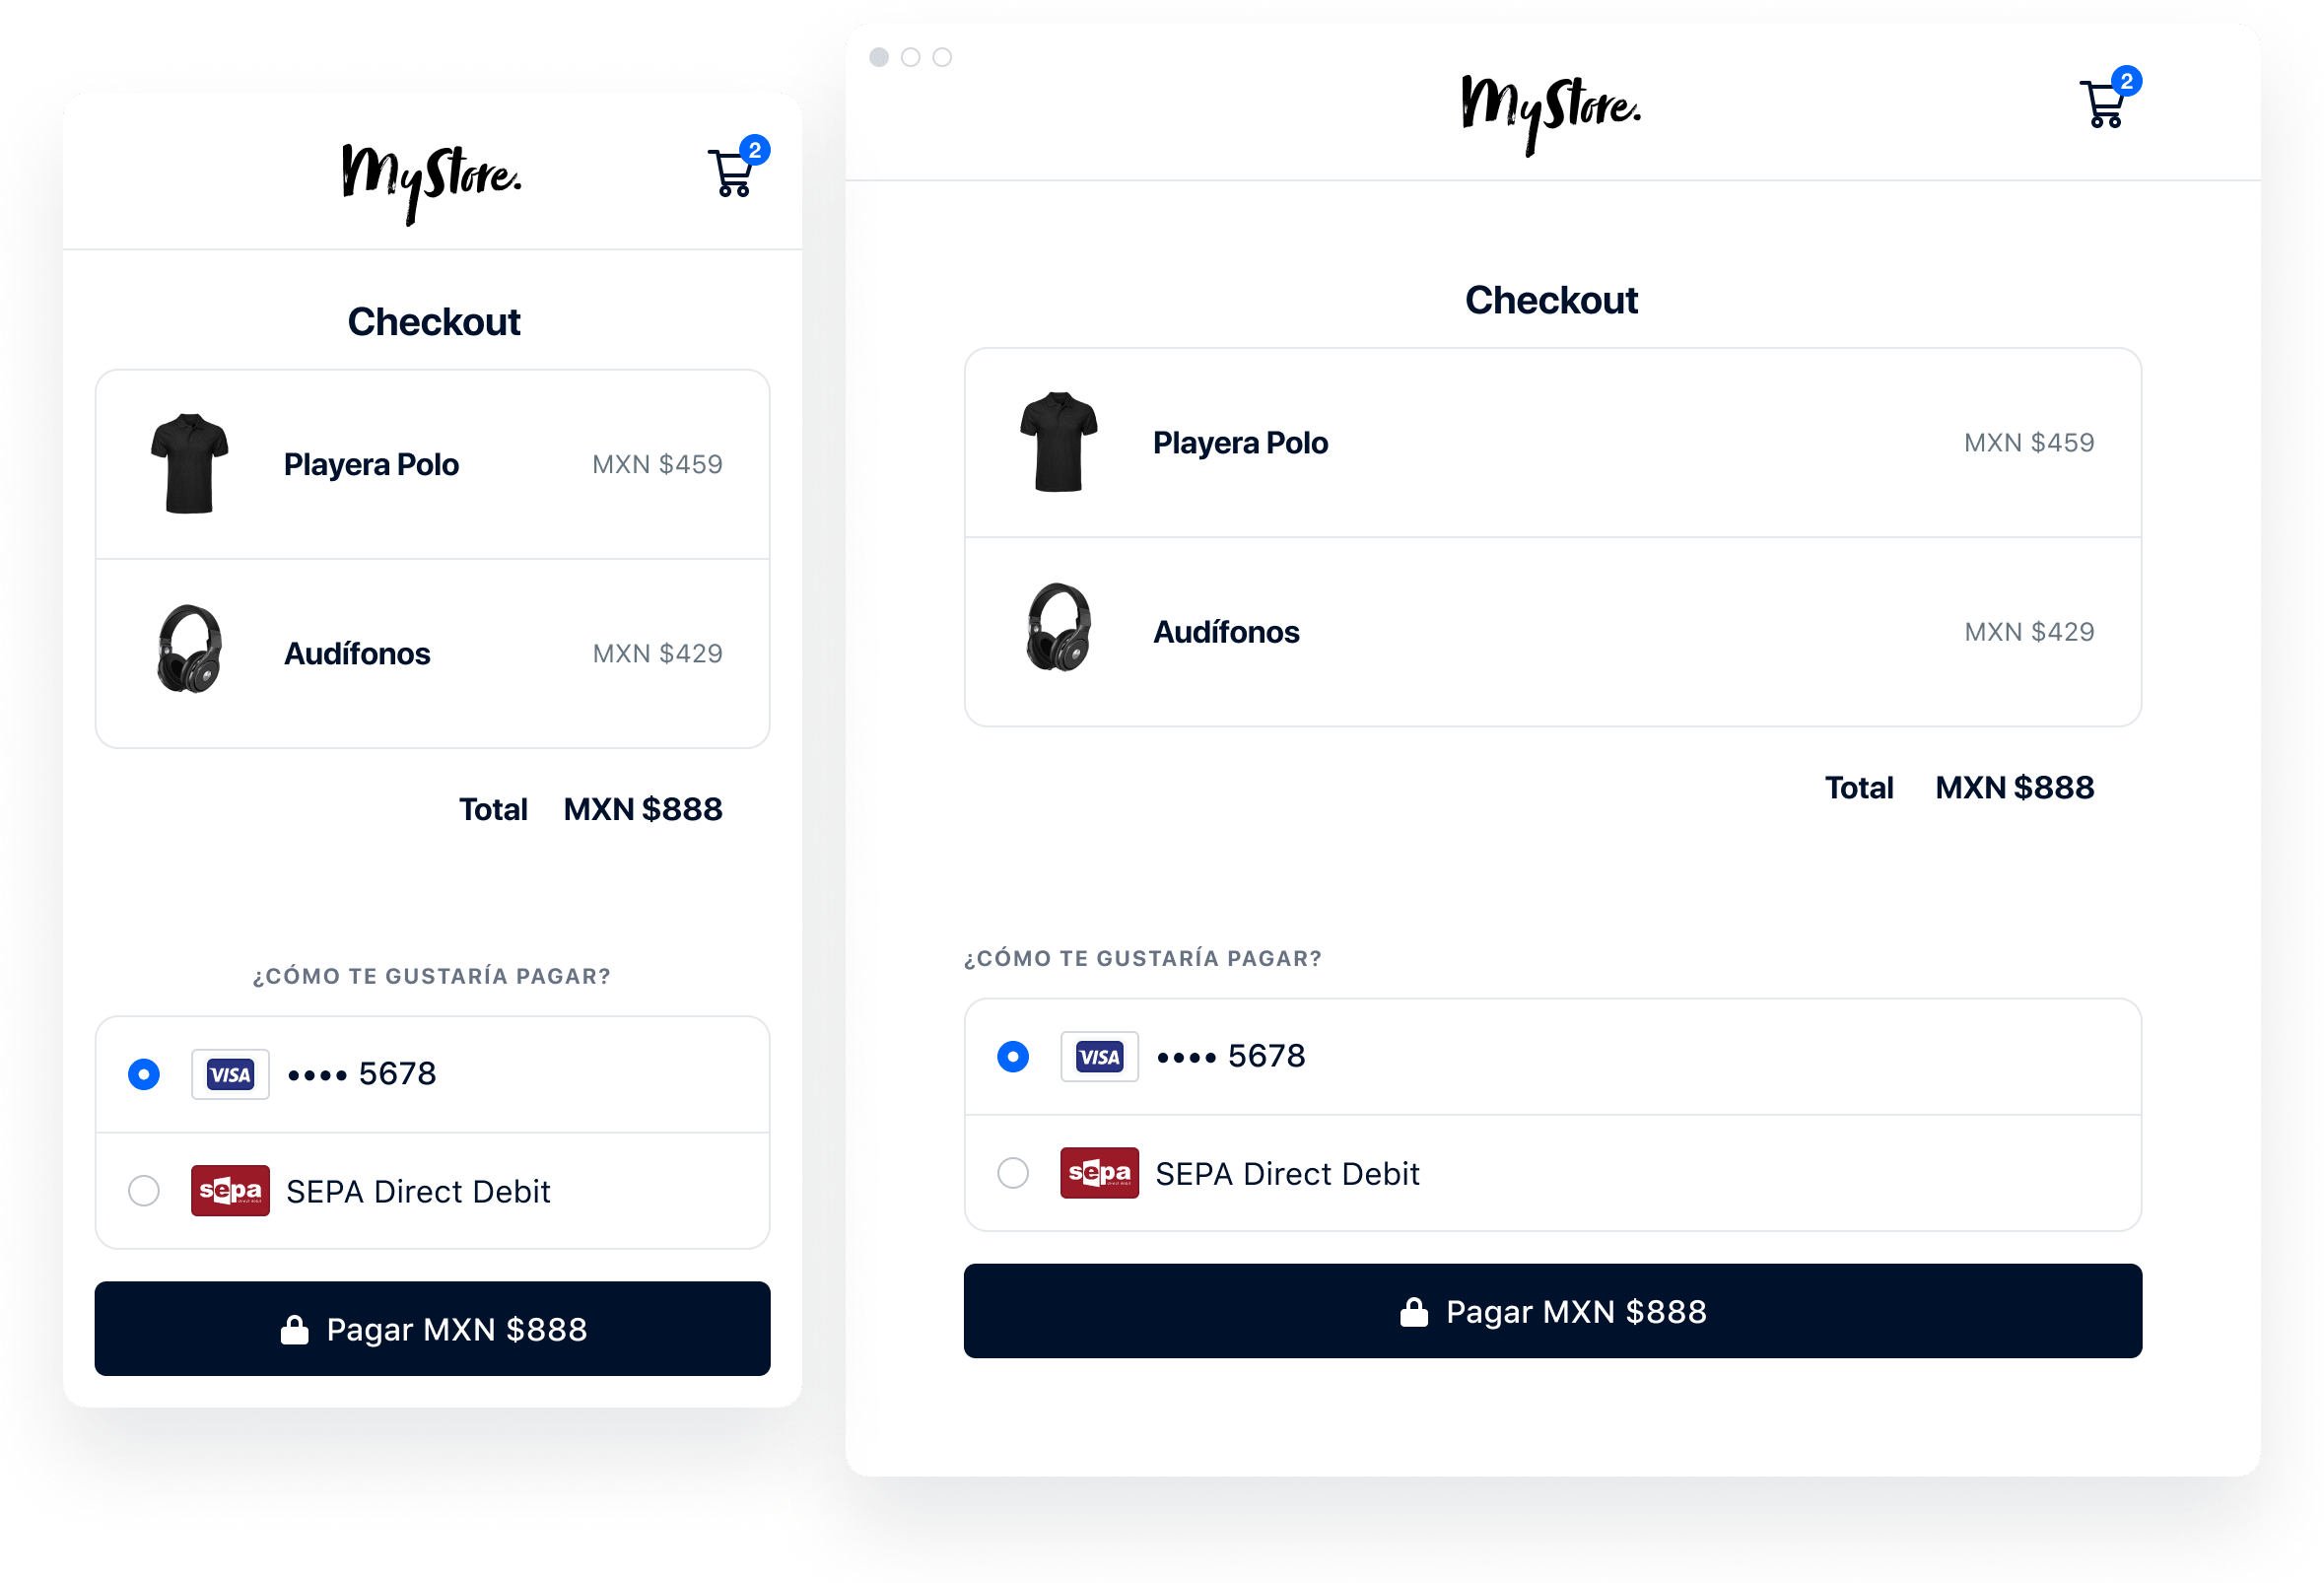 MyStore.
2
Checkout
Playera Polo MXN $459
Audífonos MXN $429
Total MXN $888
¿CÓMO TE GUSTARÍA PAGAR?
VISA •••• 5678
sepa SEPA Direct Debit
Pagar MXN $888
MyStore.
2
Checkout
Playera Polo MXN $459
Audífonos MXN $429
Total MXN $888
¿CÓMO TE GUSTARÍA PAGAR?
VISA •••• 5678
sepa SEPA Direct Debit
Pagar MXN $888